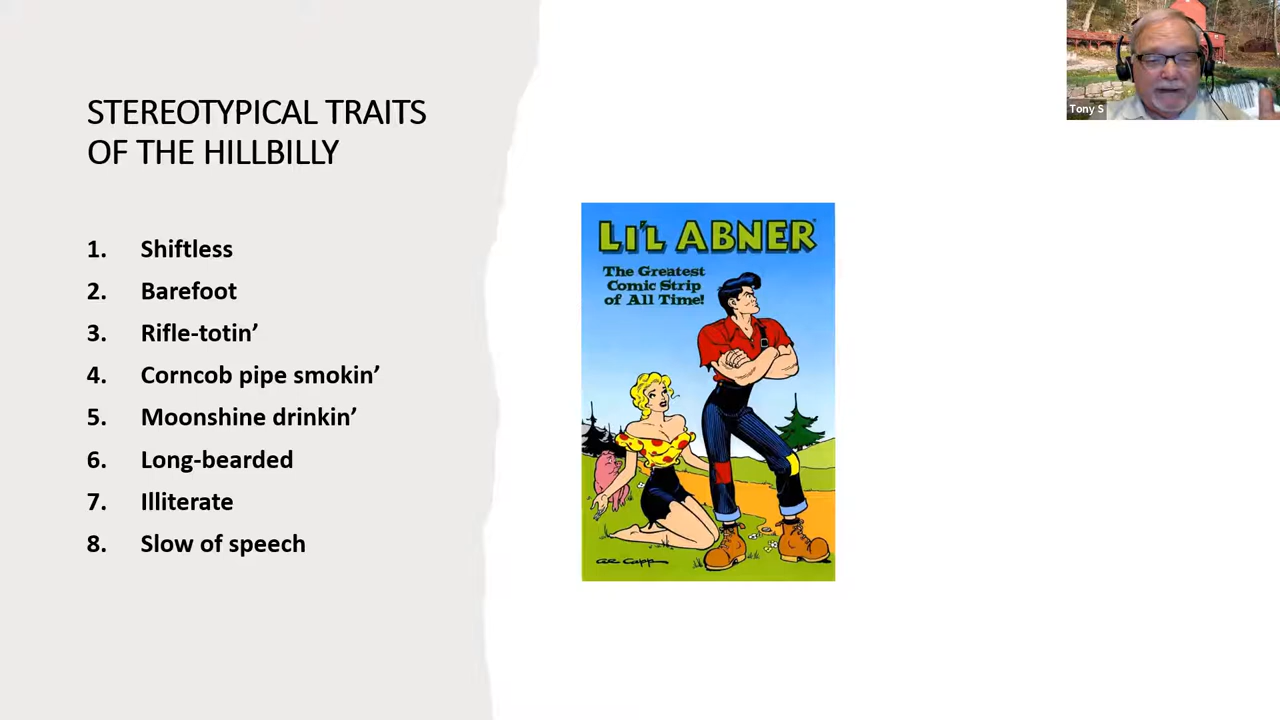 STEREOTYPICAL TRAITS
OF THE HILLBILLY
1. Shiftless
2. Barefoot
3. Rifle-totin’
4. Corncob pipe smokin’
5. Moonshine drinkin’
6. Long-bearded
7. Illiterate
8. Slow of speech
LI'L ABNER
The Greatest
Comic Strip
of All Time!
AL CAPP
Tony S